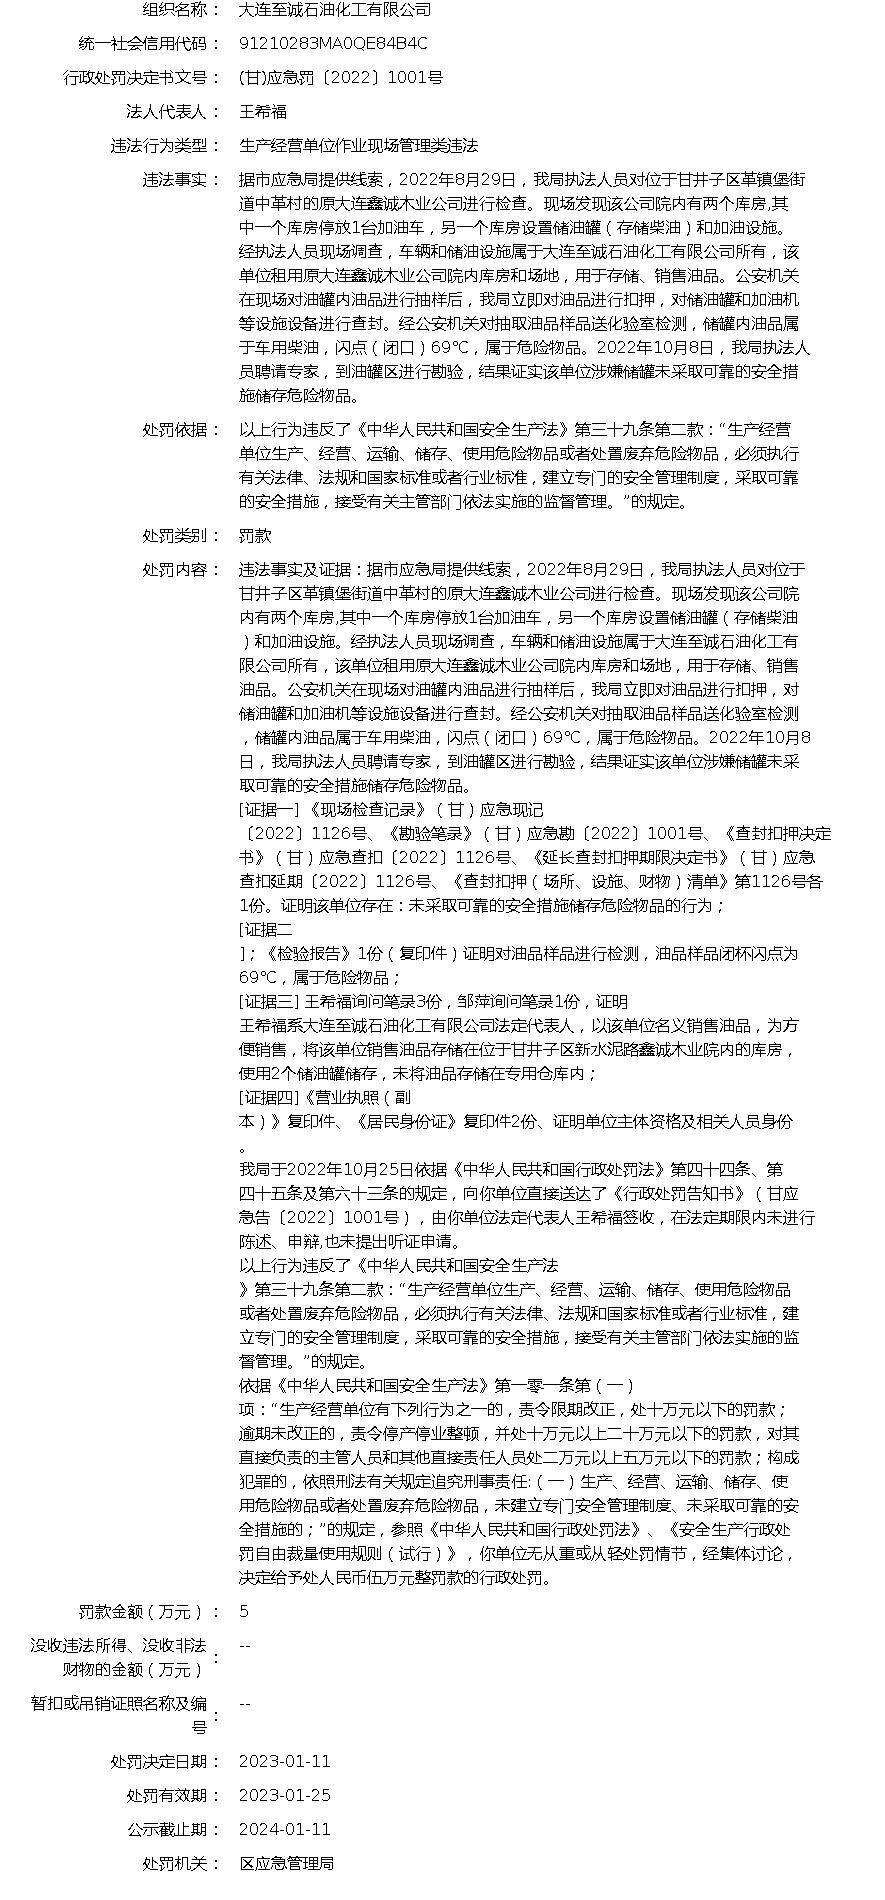 组织名称： 大连至诚石油化工有限公司
统一社会信用代码： 91210283MA0QE84B4C
行政处罚决定书文号： (甘)应急罚〔2022〕1001号
法人代表人： 王希福
违法行为类型： 生产经营单位作业现场管理类违法
违法事实： 据市应急局提供线索，2022年8月29日，我局执法人员对位于甘井子区革镇堡街
道中革村的原大连鑫诚木业公司进行检查。现场发现该公司院内有两个库房,其
中一个库房停放1台加油车，另一个库房设置储油罐（存储柴油）和加油设施。
经执法人员现场调查，车辆和储油设施属于大连至诚石油化工有限公司所有，该
单位租用原大连鑫诚木业公司院内库房和场地，用于存储、销售油品。公安机关
在现场对油罐内油品进行抽样后，我局立即对油品进行扣押，对储油罐和加油机
等设施设备进行查封。经公安机关对抽取油品样品送化验室检测，储罐内油品属
于车用柴油，闪点（闭口）69℃，属于危险物品。2022年10月8日，我局执法人
员聘请专家，到油罐区进行勘验，结果证实该单位涉嫌储罐未采取可靠的安全措
施储存危险物品。
处罚依据： 以上行为违反了《中华人民共和国安全生产法》第三十九条第二款：“生产经营
单位生产、经营、运输、储存、使用危险物品或者处置废弃危险物品，必须执行
有关法律、法规和国家标准或者行业标准，建立专门的安全管理制度，采取可靠
的安全措施，接受有关主管部门依法实施的监督管理。”的规定。
处罚类别： 罚款
处罚内容： 违法事实及证据：据市应急局提供线索，2022年8月29日，我局执法人员对位于
甘井子区革镇堡街道中革村的原大连鑫诚木业公司进行检查。现场发现该公司院
内有两个库房,其中一个库房停放1台加油车，另一个库房设置储油罐（存储柴油
）和加油设施。经执法人员现场调查，车辆和储油设施属于大连至诚石油化工有
限公司所有，该单位租用原大连鑫诚木业公司院内库房和场地，用于存储、销售
油品。公安机关在现场对油罐内油品进行抽样后，我局立即对油品进行扣押，对
储油罐和加油机等设施设备进行查封。经公安机关对抽取油品样品送化验室检测
，储罐内油品属于车用柴油，闪点（闭口）69℃，属于危险物品。2022年10月8
日，我局执法人员聘请专家，到油罐区进行勘验，结果证实该单位涉嫌储罐未采
取可靠的安全措施储存危险物品。
[证据一] 《现场检查记录》（甘）应急现记
〔2022〕1126号、《勘验笔录》（甘）应急勘〔2022〕1001号、《查封扣押决定
书》（甘）应急查扣〔2022〕1126号、《延长查封扣押期限决定书》（甘）应急
查扣延期〔2022〕1126号、《查封扣押（场所、设施、财物）清单》第1126号各
1份。证明该单位存在：未采取可靠的安全措施储存危险物品的行为；
[证据二
]；《检验报告》1份（复印件）证明对油品样品进行检测，油品样品闭杯闪点为
69℃，属于危险物品；
[证据三] 王希福询问笔录3份，邹萍询问笔录1份，证明
王希福系大连至诚石油化工有限公司法定代表人，以该单位名义销售油品，为方
便销售，将该单位销售油品存储在位于甘井子区新水泥路鑫诚木业院内的库房，
使用2个储油罐储存，未将油品存储在专用仓库内；
[证据四]《营业执照（副
本）》复印件、《居民身份证》复印件2份、证明单位主体资格及相关人员身份
。
我局于2022年10月25日依据《中华人民共和国行政处罚法》第四十四条、第
四十五条及第六十三条的规定，向你单位直接送达了《行政处罚告知书》（甘应
急告〔2022〕1001号），由你单位法定代表人王希福签收，在法定期限内未进行
陈述、申辩,也未提出听证申请。
以上行为违反了《中华人民共和国安全生产法
》第三十九条第二款：“生产经营单位生产、经营、运输、储存、使用危险物品
或者处置废弃危险物品，必须执行有关法律、法规和国家标准或者行业标准，建
立专门的安全管理制度，采取可靠的安全措施，接受有关主管部门依法实施的监
督管理。”的规定。
依据《中华人民共和国安全生产法》第一零一条第（一）
项：“生产经营单位有下列行为之一的，责令限期改正，处十万元以下的罚款；
逾期未改正的，责令停产停业整顿，并处十万元以上二十万元以下的罚款，对其
直接负责的主管人员和其他直接责任人员处二万元以上五万元以下的罚款；构成
犯罪的，依照刑法有关规定追究刑事责任:（一）生产、经营、运输、储存、使
用危险物品或者处置废弃危险物品，未建立专门安全管理制度、未采取可靠的安
全措施的；”的规定，参照《中华人民共和国行政处罚法》、《安全生产行政处
罚自由裁量使用规则（试行）》，你单位无从重或从轻处罚情节，经集体讨论，
决定给予处人民币伍万元整罚款的行政处罚。
罚款金额（万元）： 5
没收违法所得、没收非法
财物的金额（万元）： --
暂扣或吊销证照名称及编
号： --
处罚决定日期： 2023-01-11
处罚有效期： 2023-01-25
公示截止期： 2024-01-11
处罚机关： 区应急管理局